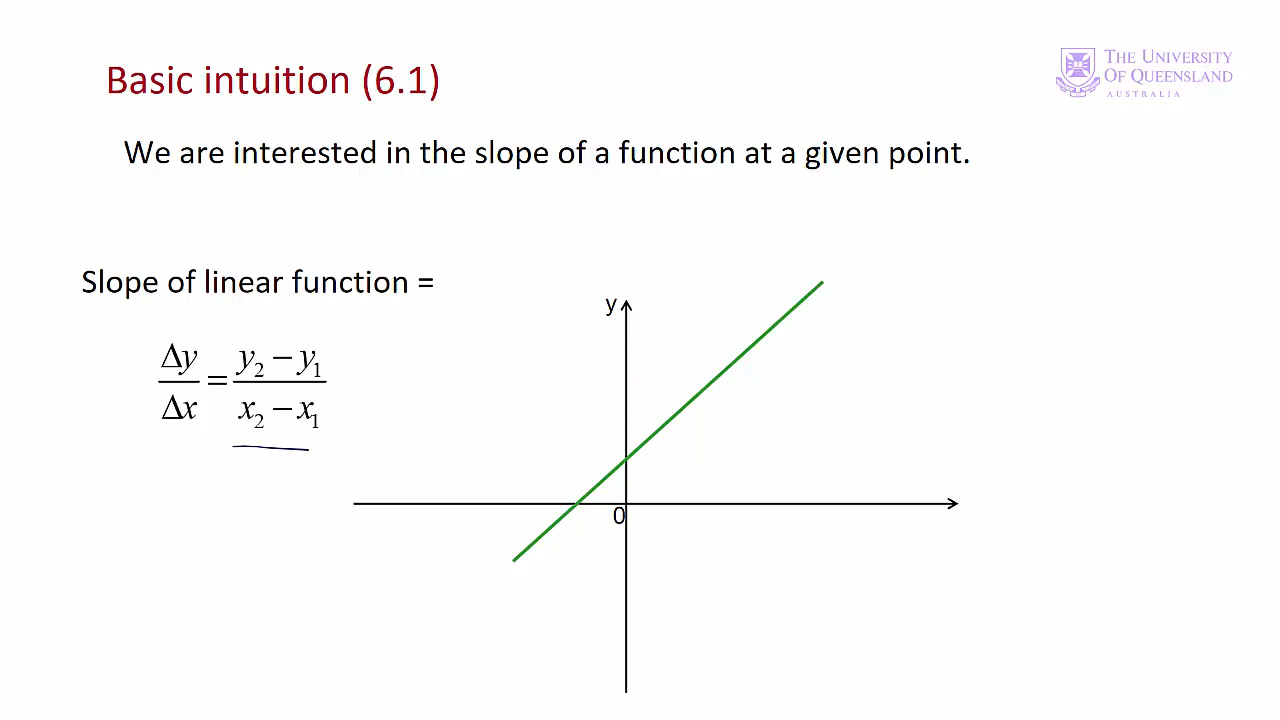 Basic intuition (6.1)
THE UNIVERSITY
OF QUEENSLAND
AUSTRALIA
We are interested in the slope of a function at a given point.
Slope of linear function =
Δy/Δx = (y₂ − y₁)/(x₂ − x₁)
y
0